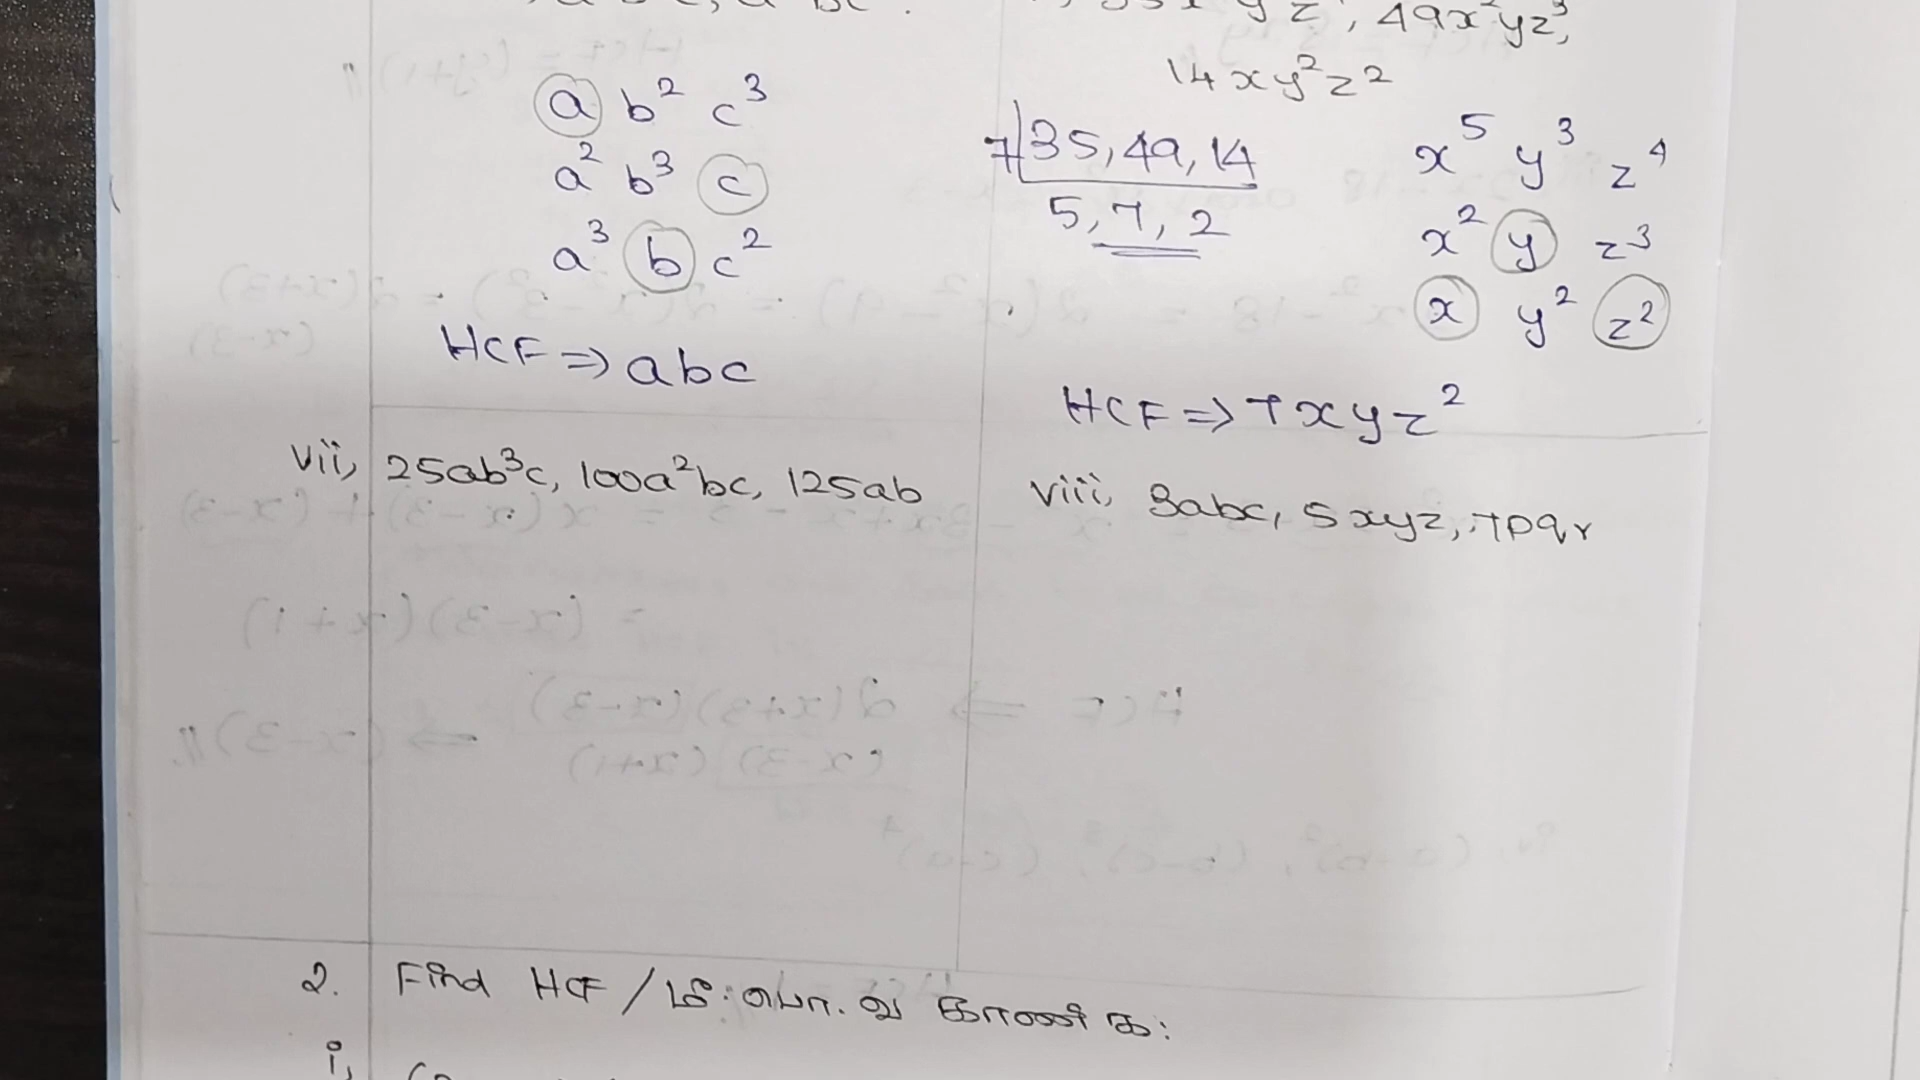 49x²yz³,
14xy²z²
a b² c³
a² b³ c
a³ b c²
HCF => abc
7|35,49,14
5,7,2
x⁵ y³ z⁴
x² y z³
x y² z²
HCF => 7xyz²
vii, 25ab³c, 100a²bc, 125ab
viii, 3abc, 5xyz, 7pqr
2. Find HCF / மீ.பொ.வ காண்க:
i,